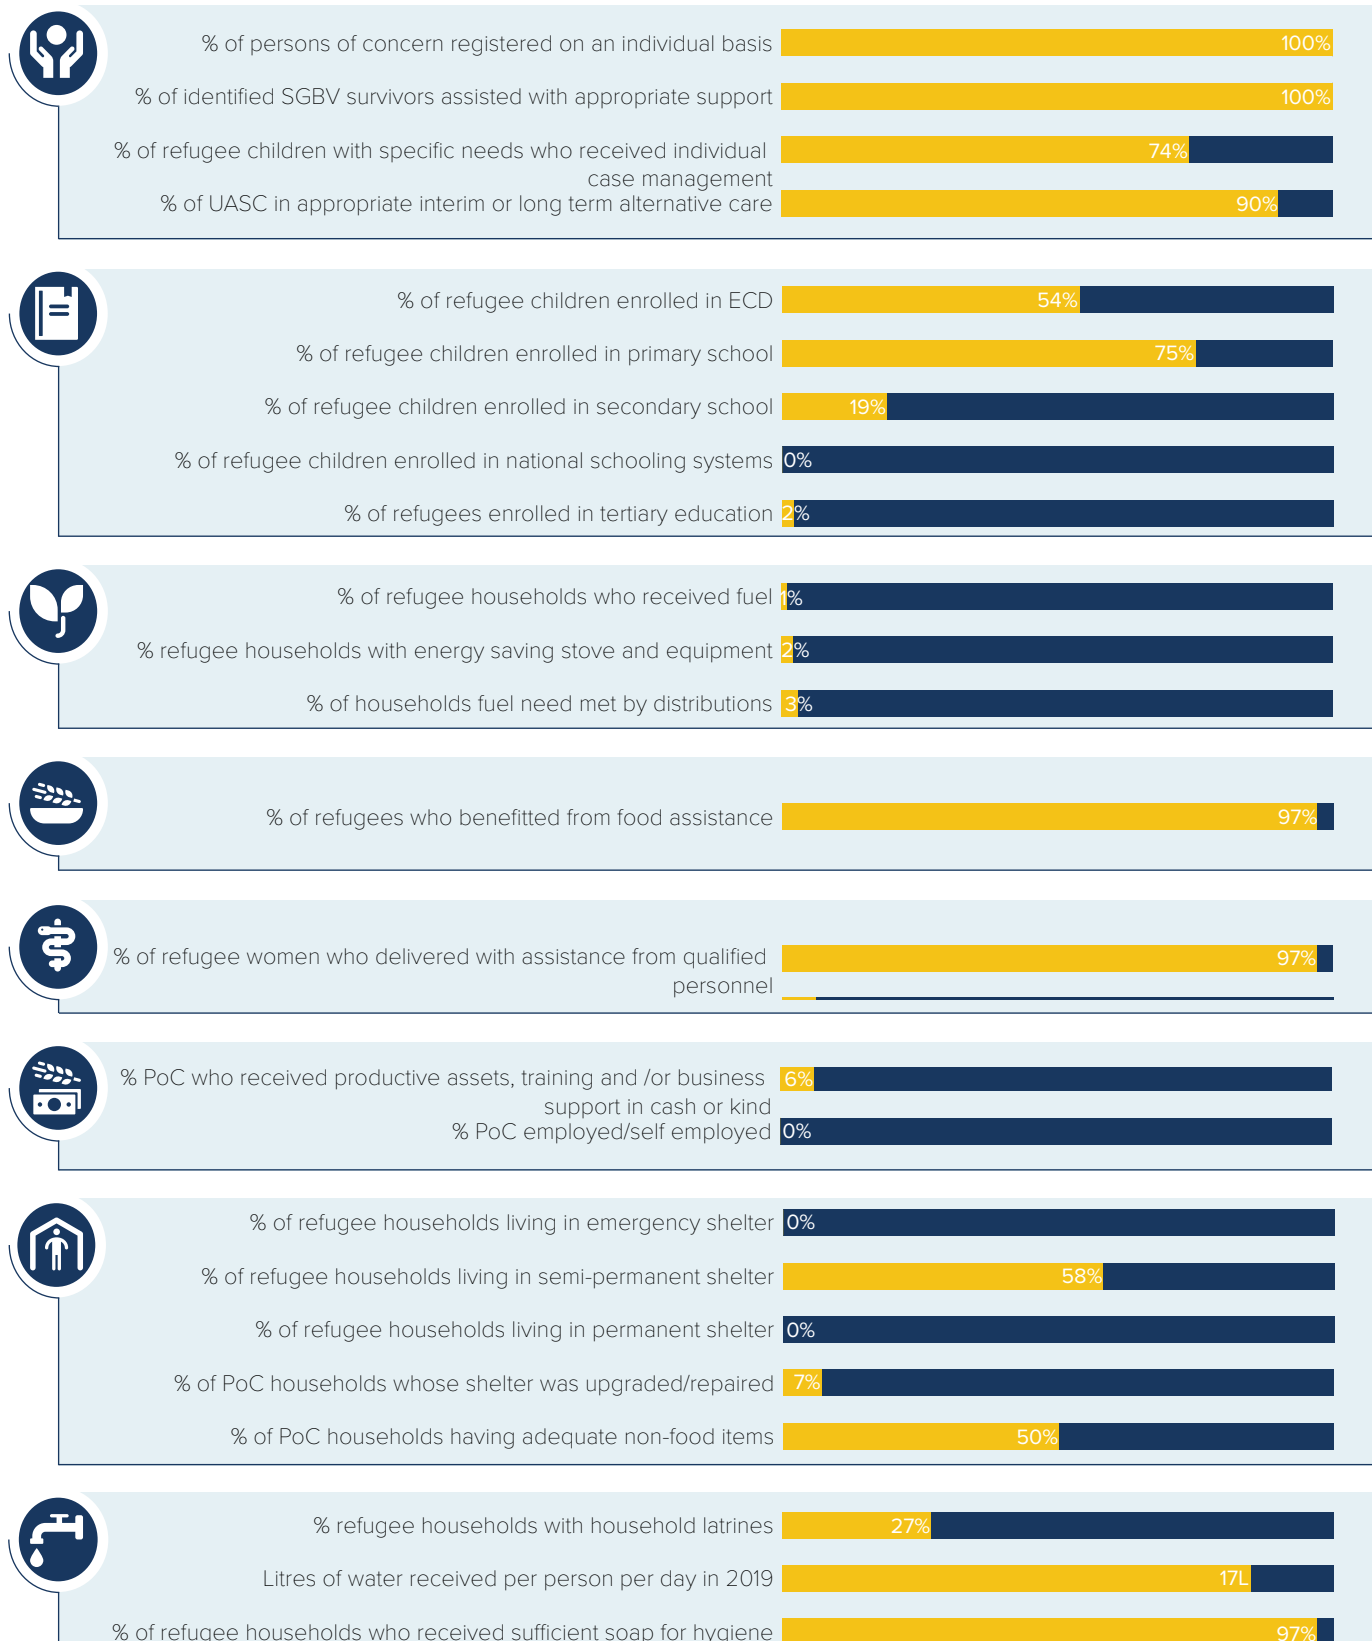 % of persons of concern registered on an individual basis 100%
% of identified SGBV survivors assisted with appropriate support 100%
% of refugee children with specific needs who received individual 74%
case management
% of UASC in appropriate interim or long term alternative care 90%
% of refugee children enrolled in ECD 54%
% of refugee children enrolled in primary school 75%
% of refugee children enrolled in secondary school 19%
% of refugee children enrolled in national schooling systems 0%
% of refugees enrolled in tertiary education 2%
% of refugee households who received fuel 1%
% refugee households with energy saving stove and equipment 2%
% of households fuel need met by distributions 3%
% of refugees who benefitted from food assistance 97%
% of refugee women who delivered with assistance from qualified 97%
personnel
% PoC who received productive assets, training and /or business 6%
support in cash or kind
% PoC employed/self employed 0%
% of refugee households living in emergency shelter 0%
% of refugee households living in semi-permanent shelter 58%
% of refugee households living in permanent shelter 0%
% of PoC households whose shelter was upgraded/repaired 7%
% of PoC households having adequate non-food items 50%
% refugee households with household latrines 27%
Litres of water received per person per day in 2019 17L
% of refugee households who received sufficient soap for hygiene 97%